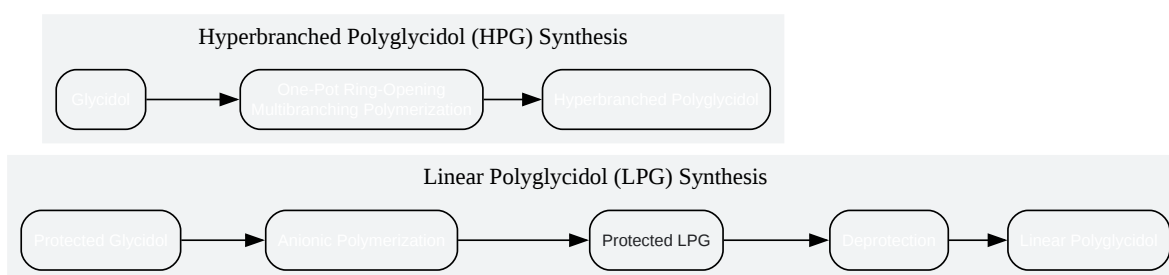 Hyperbranched Polyglycidol (HPG) Synthesis
Glycidol
One-Pot Ring-Opening
Multibranching Polymerization
Hyperbranched Polyglycidol
Linear Polyglycidol (LPG) Synthesis
Protected Glycidol
Anionic Polymerization
Protected LPG
Deprotection
Linear Polyglycidol